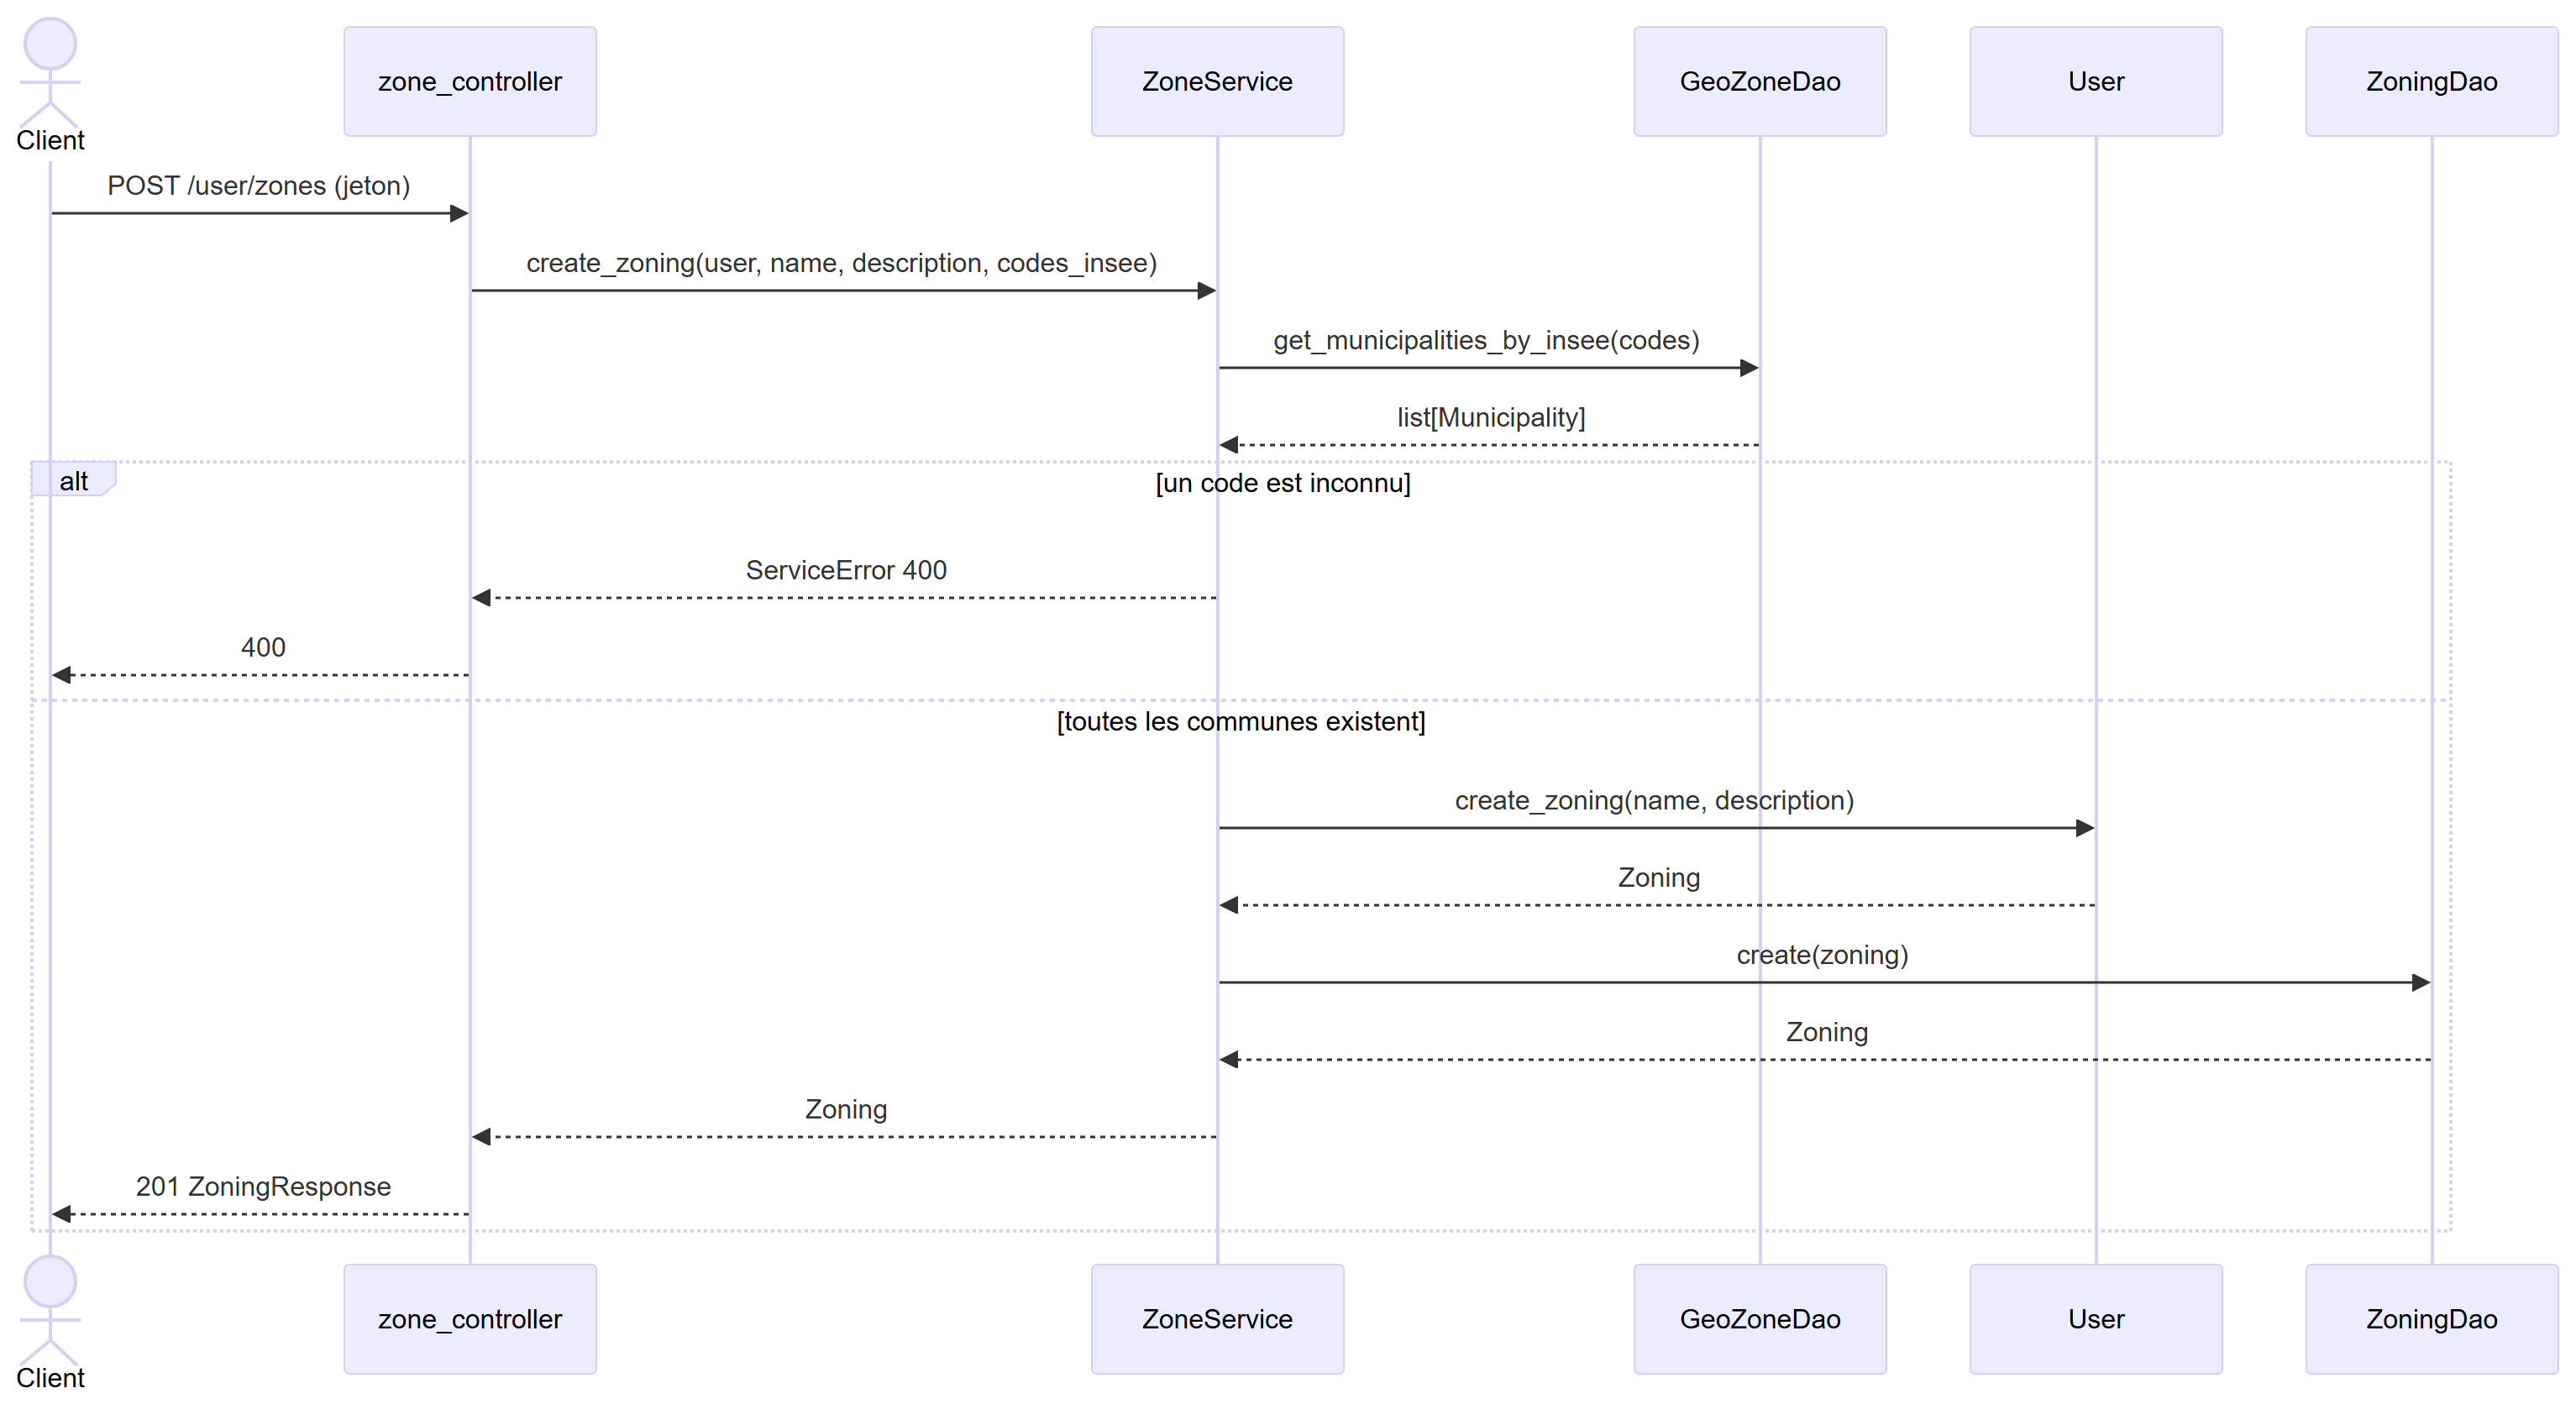 Client
zone_controller
ZoneService
GeoZoneDao
User
ZoningDao
POST /user/zones (jeton)
create_zoning(user, name, description, codes_insee)
get_municipalities_by_insee(codes)
list[Municipality]
alt
[un code est inconnu]
ServiceError 400
400
[toutes les communes existent]
create_zoning(name, description)
Zoning
create(zoning)
Zoning
Zoning
201 ZoningResponse
Client
zone_controller
ZoneService
GeoZoneDao
User
ZoningDao